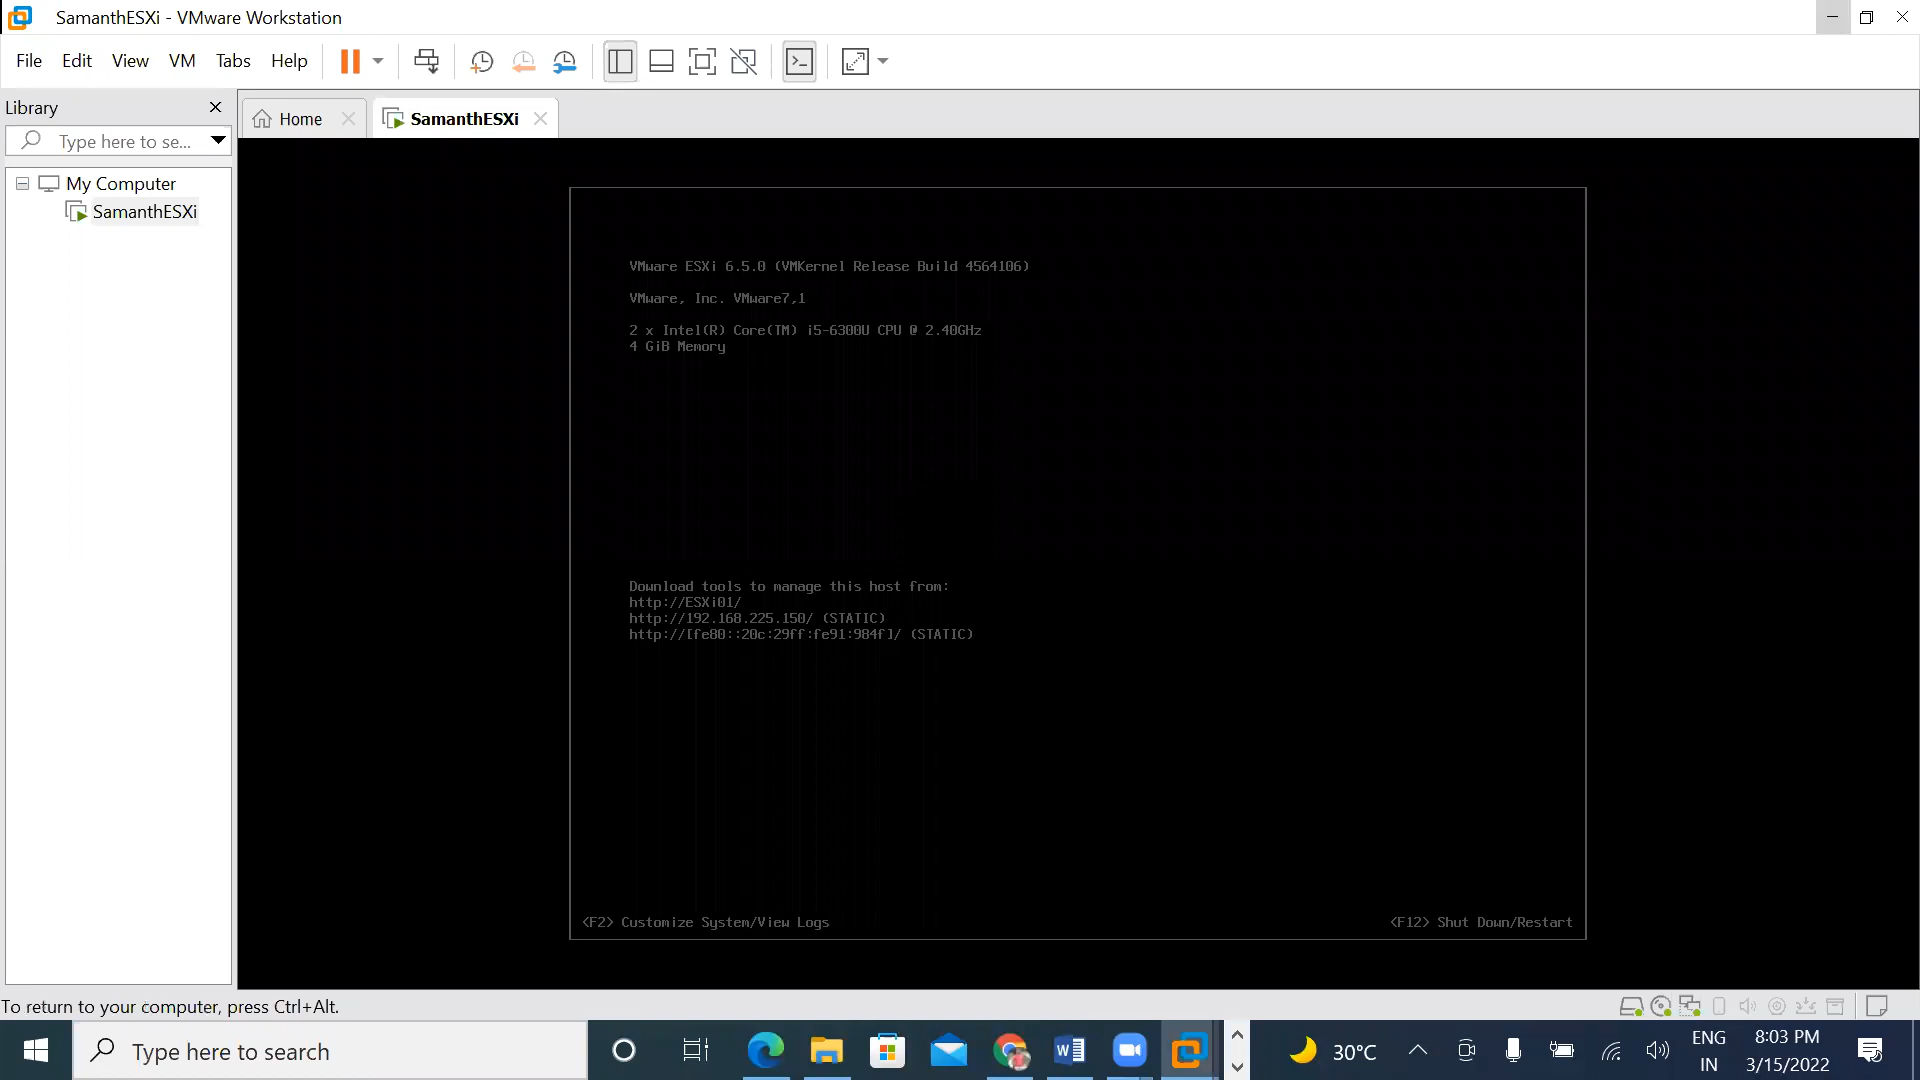 SamanthESXi - VMware Workstation
File Edit View VM Tabs Help
Library
Type here to se...
My Computer
SamanthESXi
Home
SamanthESXi
VMware ESXi 6.5.0 (VMKernel Release Build 4564106)
VMware, Inc. VMware7,1
2 x Intel(R) Core(TM) i5-6300U CPU @ 2.40GHz
4 GiB Memory
Download tools to manage this host from:
http://ESXi01/
http://192.168.225.150/ (STATIC)
http://[fe80::20c:29ff:fe91:984f]/ (STATIC)
<F2> Customize System/View Logs
<F12> Shut Down/Restart
To return to your computer, press Ctrl+Alt.
Type here to search
30°C
ENG
IN
8:03 PM
3/15/2022